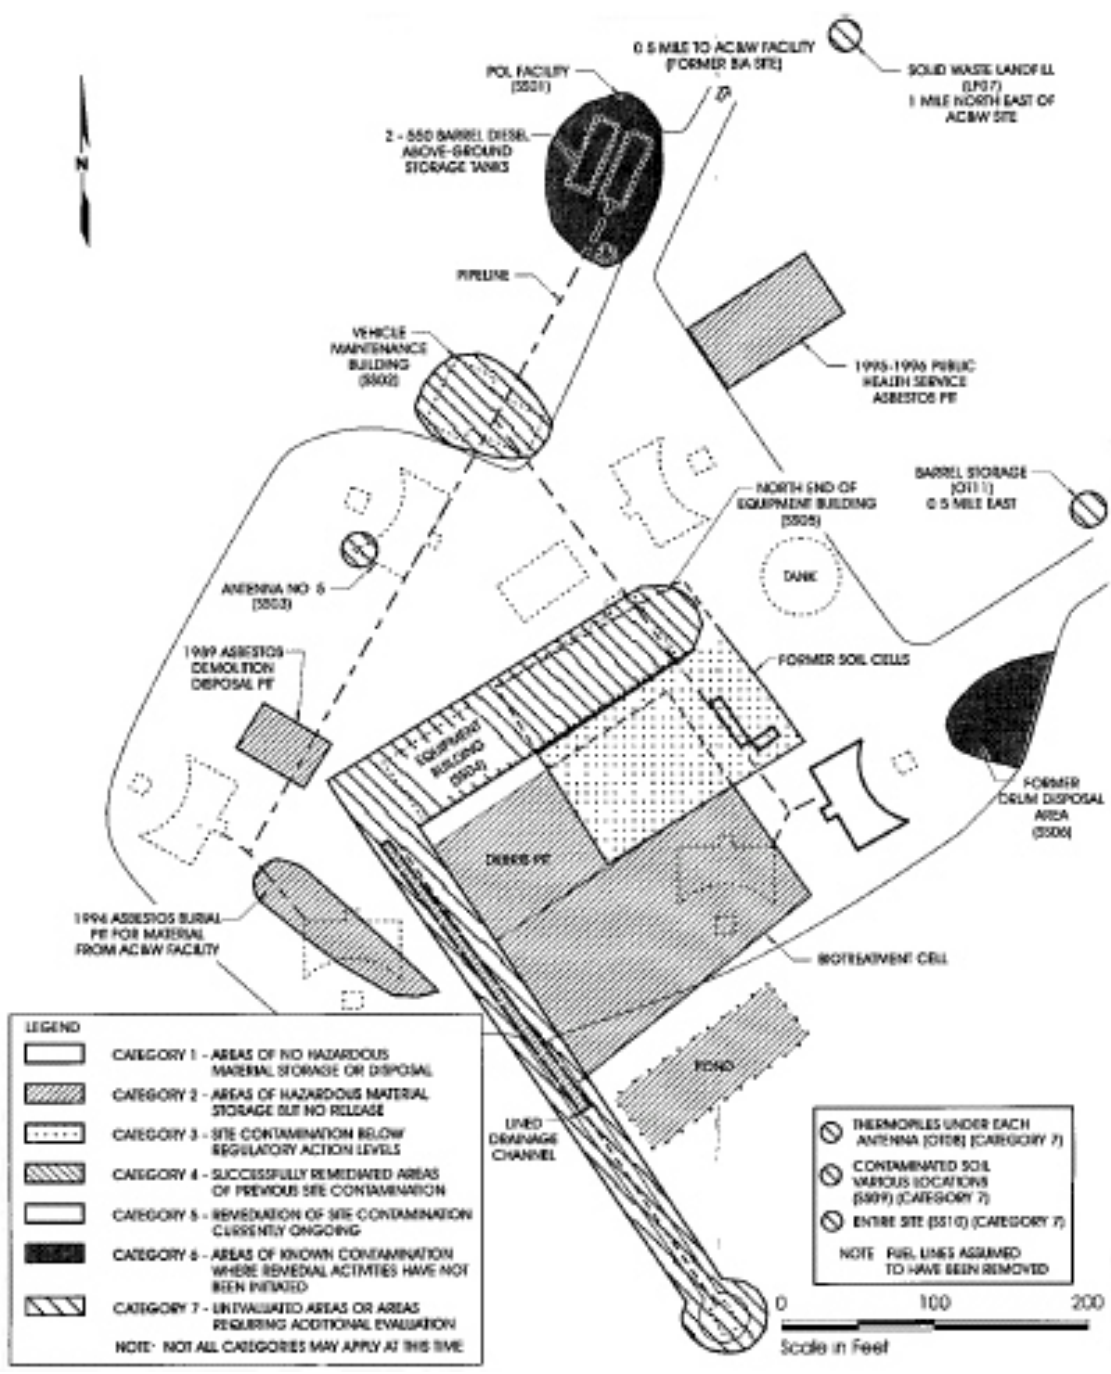 0.5 MILE TO AC&W FACILITY
(FORMER BIA SITE)
SOLID WASTE LANDFILL
(LF07)
1 MILE NORTH EAST OF
AC&W SITE
POL FACILITY
(SS01)
2 - 550 BARREL DIESEL
ABOVE-GROUND
STORAGE TANKS
N
PIPELINE
VEHICLE
MAINTENANCE
BUILDING
(SS02)
1995-1996 PUBLIC
HEALTH SERVICE
ASBESTOS PIT
NORTH END OF
EQUIPMENT BUILDING
(SS05)
BARREL STORAGE
(OT11)
0.5 MILE EAST
TANK
ANTENNA NO 5
(SS03)
1989 ASBESTOS
DEMOLITION
DISPOSAL PIT
FORMER SOIL CELLS
EQUIPMENT
BUILDING
(SS04)
FORMER
DRUM DISPOSAL
AREA
(SS06)
DEBRIS PIT
1994 ASBESTOS BURIAL
PIT FOR MATERIAL
FROM AC&W FACILITY
BIOTREATMENT CELL
POND
LINED
DRAINAGE
CHANNEL
LEGEND
CATEGORY 1 - AREAS OF NO HAZARDOUS
MATERIAL STORAGE OR DISPOSAL
CATEGORY 2 - AREAS OF HAZARDOUS MATERIAL
STORAGE BUT NO RELEASE
CATEGORY 3 - SITE CONTAMINATION BELOW
REGULATORY ACTION LEVELS
CATEGORY 4 - SUCCESSFULLY REMEDIATED AREAS
OF PREVIOUS SITE CONTAMINATION
CATEGORY 5 - REMEDIATION OF SITE CONTAMINATION
CURRENTLY ONGOING
CATEGORY 6 - AREAS OF KNOWN CONTAMINATION
WHERE REMEDIAL ACTIVITIES HAVE NOT
BEEN INITIATED
CATEGORY 7 - UNEVALUATED AREAS OR AREAS
REQUIRING ADDITIONAL EVALUATION
NOTE: NOT ALL CATEGORIES MAY APPLY AT THIS TIME
THERMOPILES UNDER EACH
ANTENNA (OT08) (CATEGORY 7)
CONTAMINATED SOIL
VARIOUS LOCATIONS
(SS09) (CATEGORY 7)
ENTIRE SITE (SS10) (CATEGORY 7)
NOTE FUEL LINES ASSUMED
TO HAVE BEEN REMOVED
0 100 200
Scale in Feet